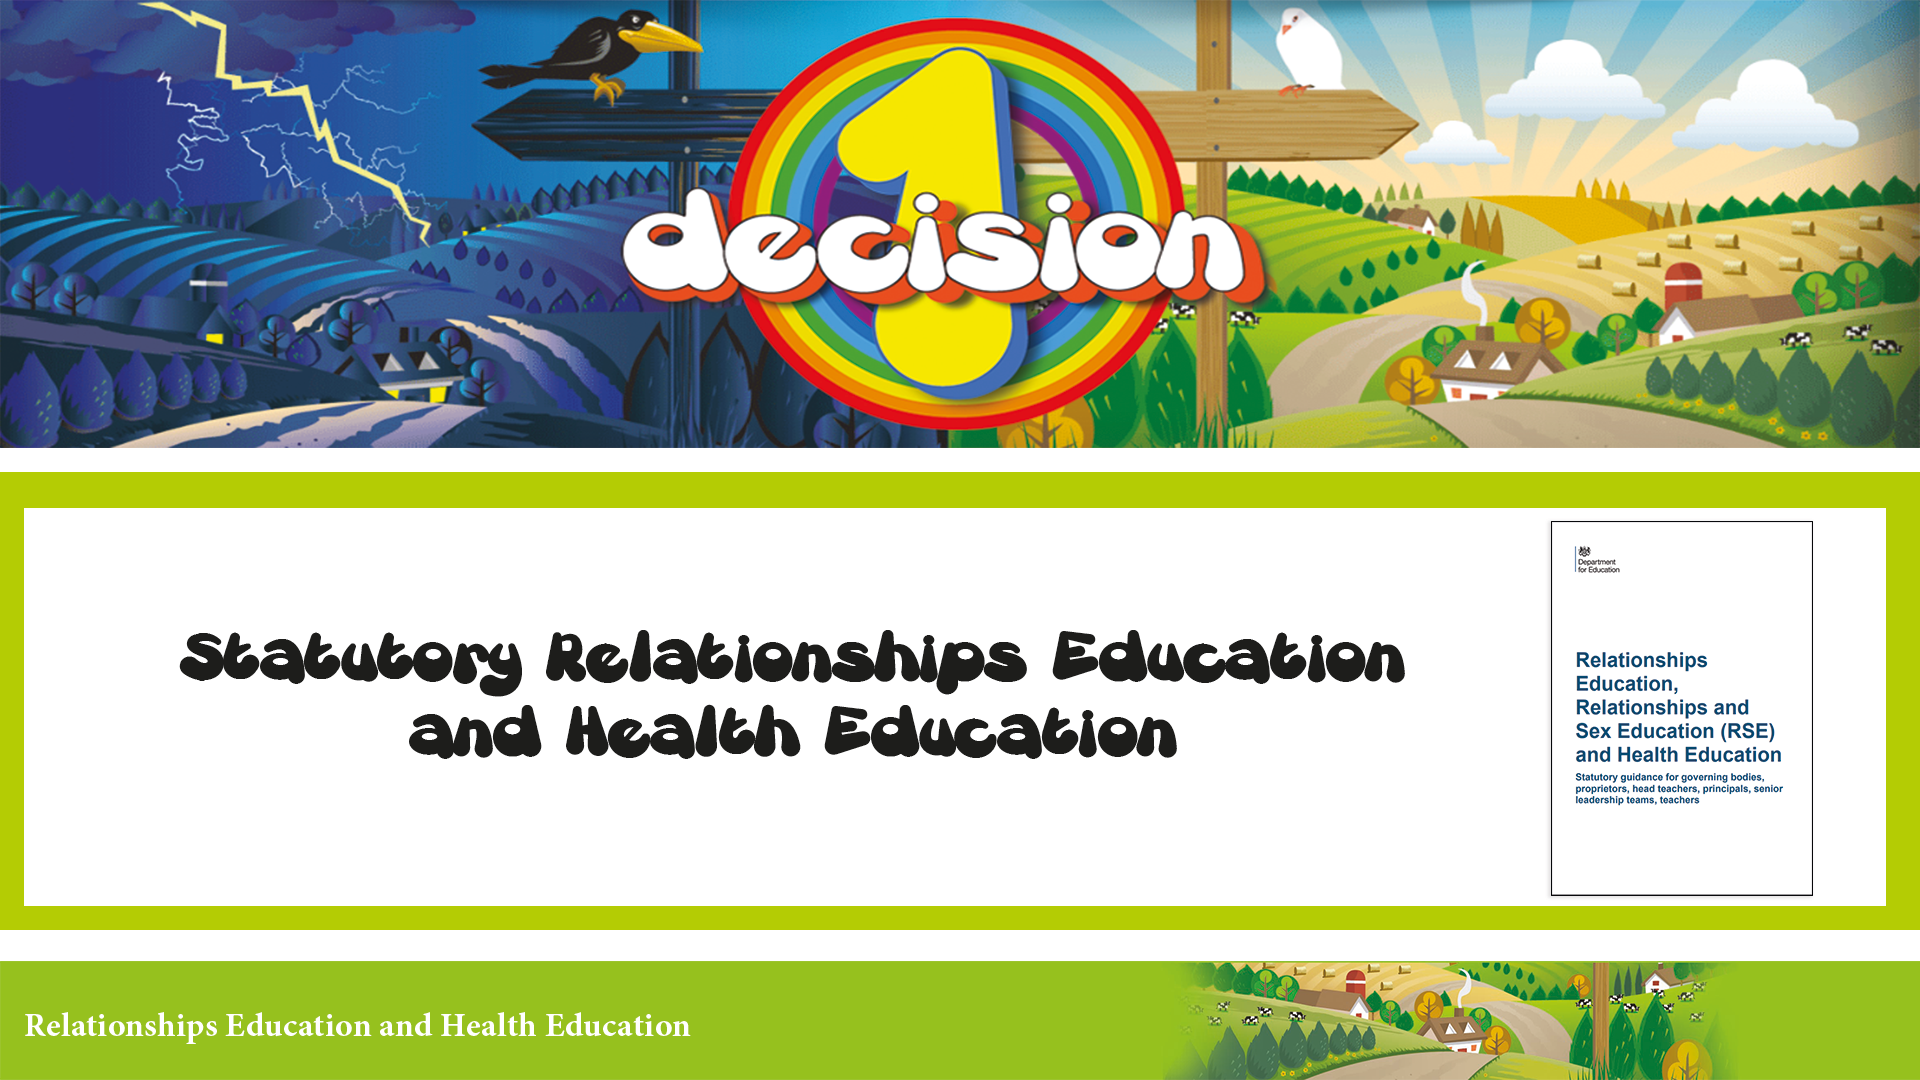 1
decision
Statutory Relationships Education
and Health Education
Department
for Education
Relationships
Education,
Relationships and
Sex Education (RSE)
and Health Education
Statutory guidance for governing bodies,
proprietors, head teachers, principals, senior
leadership teams, teachers
Relationships Education and Health Education